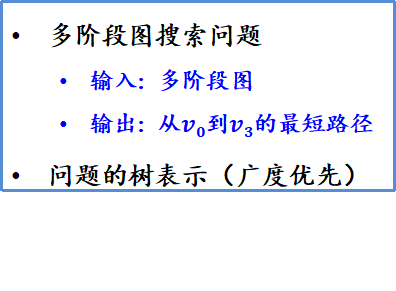 • 多阶段图搜索问题
• 输入: 多阶段图
• 输出: 从v₀到v₃的最短路径
• 问题的树表示（广度优先）